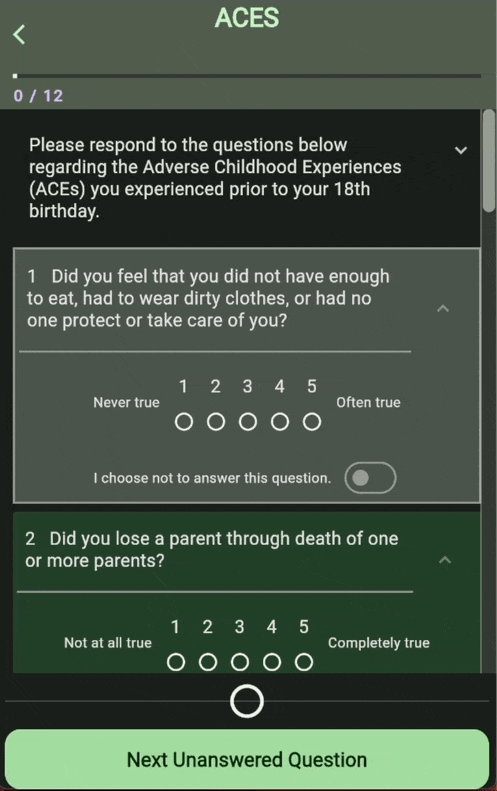 ACES
0 / 12
Please respond to the questions below
regarding the Adverse Childhood Experiences
(ACEs) you experienced prior to your 18th
birthday.
1 Did you feel that you did not have enough
to eat, had to wear dirty clothes, or had no
one protect or take care of you?
1 2 3 4 5
Never true Often true
I choose not to answer this question.
2 Did you lose a parent through death of one
or more parents?
1 2 3 4 5
Not at all true Completely true
Next Unanswered Question